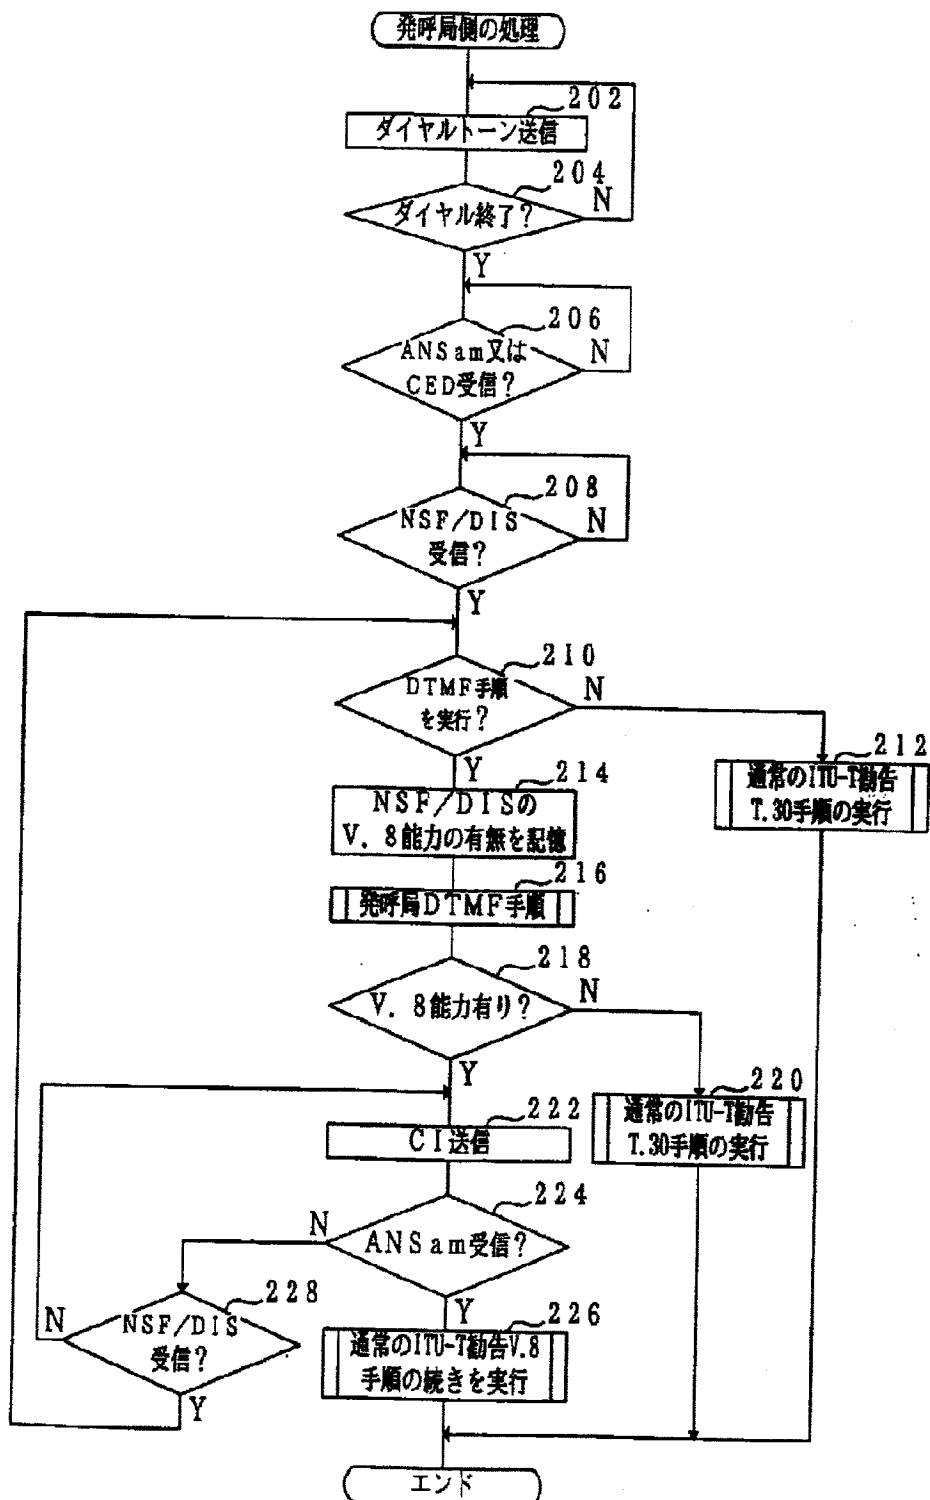 発呼局側の処理
202
ダイヤルトーン送信
204
ダイヤル終了?
N
Y
206
ANSam又は
CED受信?
N
Y
208
NSF/DIS
受信?
N
Y
210
DTMF手順
を実行?
N
Y
212
通常のITU-T勧告
T.30手順の実行
214
NSF/DISの
V.8能力の有無を記憶
216
発呼局DTMF手順
218
V.8能力有り?
N
Y
220
通常のITU-T勧告
T.30手順の実行
222
CI送信
224
ANSam受信?
N
Y
228
NSF/DIS
受信?
N
Y
226
通常のITU-T勧告V.8
手順の続きを実行
エンド